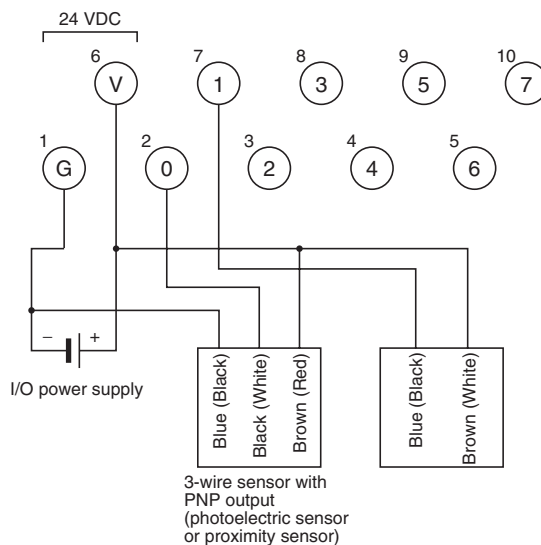 24 VDC
6 7 8 9 10
V 1 3 5 7
1 2 3 4 5
G 0 2 4 6
− +
I/O power supply
Blue (Black)
Black (White)
Brown (Red)
Blue (Black)
Brown (White)
3-wire sensor with
PNP output
(photoelectric sensor
or proximity sensor)